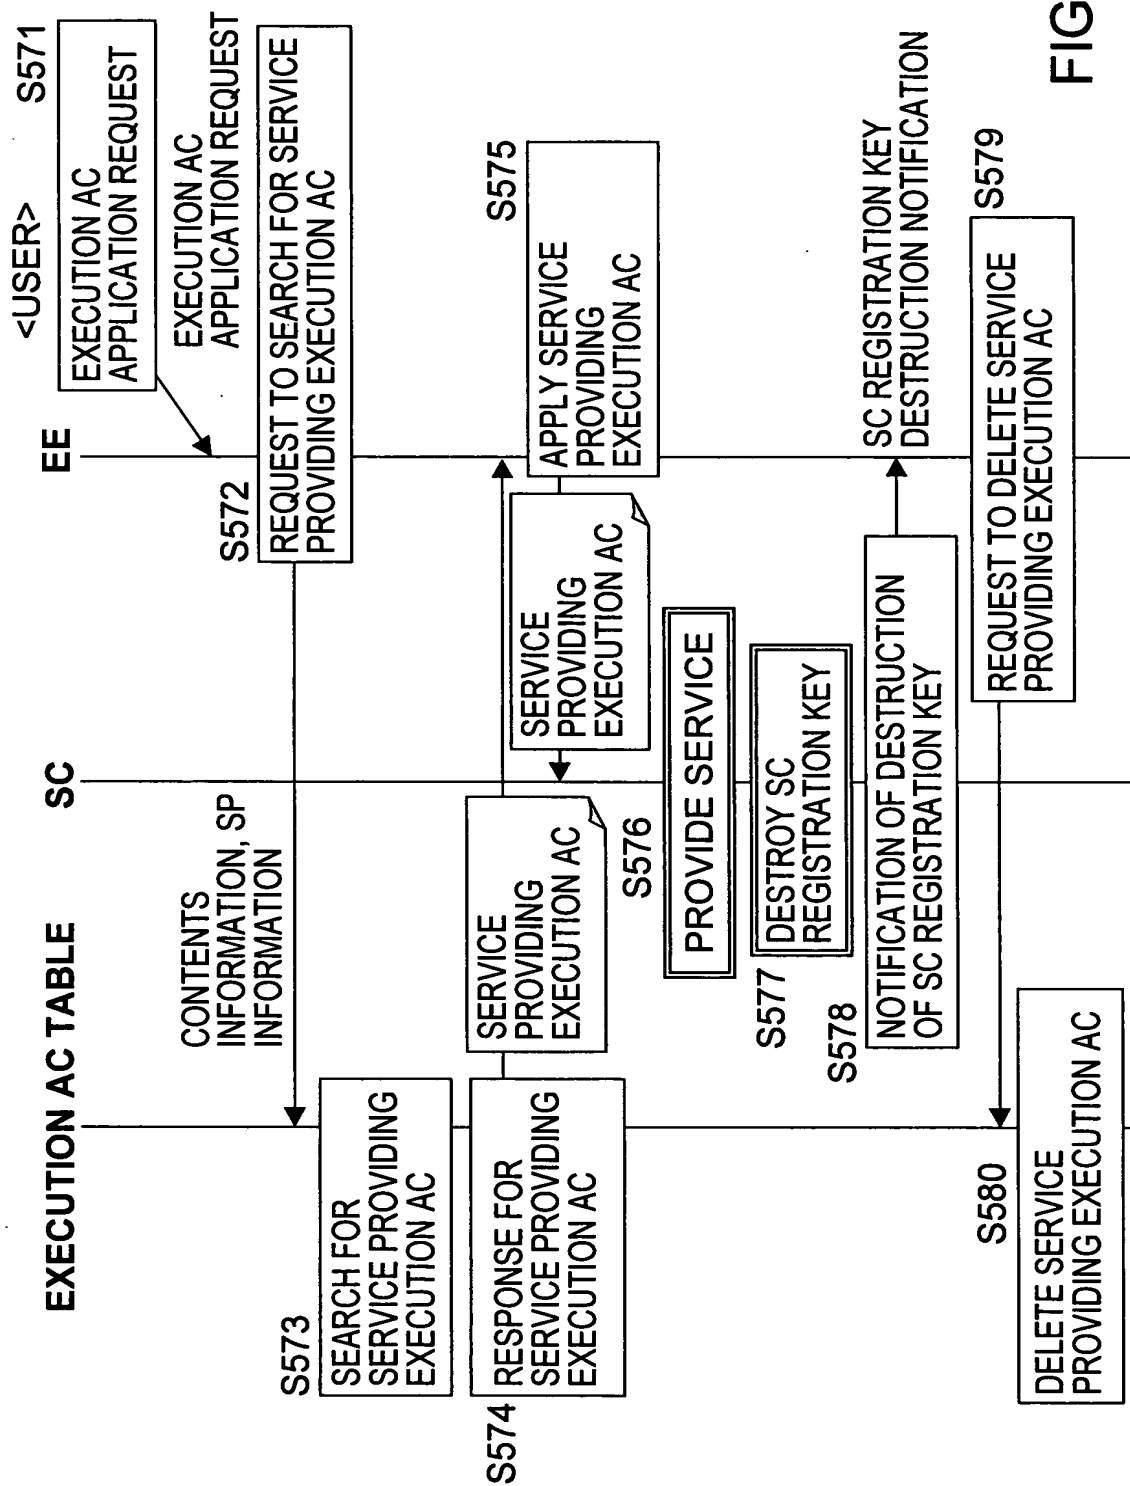 <USER>
S571
EXECUTION AC TABLE
SC
EE
EXECUTION AC
APPLICATION REQUEST
EXECUTION AC
APPLICATION REQUEST
CONTENTS
INFORMATION, SP
INFORMATION
S572
REQUEST TO SEARCH FOR SERVICE
PROVIDING EXECUTION AC
S573
SEARCH FOR
SERVICE PROVIDING
EXECUTION AC
S574
RESPONSE FOR
SERVICE PROVIDING
EXECUTION AC
SERVICE
PROVIDING
EXECUTION AC
S575
APPLY SERVICE
PROVIDING
EXECUTION AC
SERVICE
PROVIDING
EXECUTION AC
S576
PROVIDE SERVICE
S577
DESTROY SC
REGISTRATION KEY
S578
NOTIFICATION OF DESTRUCTION
OF SC REGISTRATION KEY
SC REGISTRATION KEY
DESTRUCTION NOTIFICATION
S579
REQUEST TO DELETE SERVICE
PROVIDING EXECUTION AC
S580
DELETE SERVICE
PROVIDING EXECUTION AC
FIG